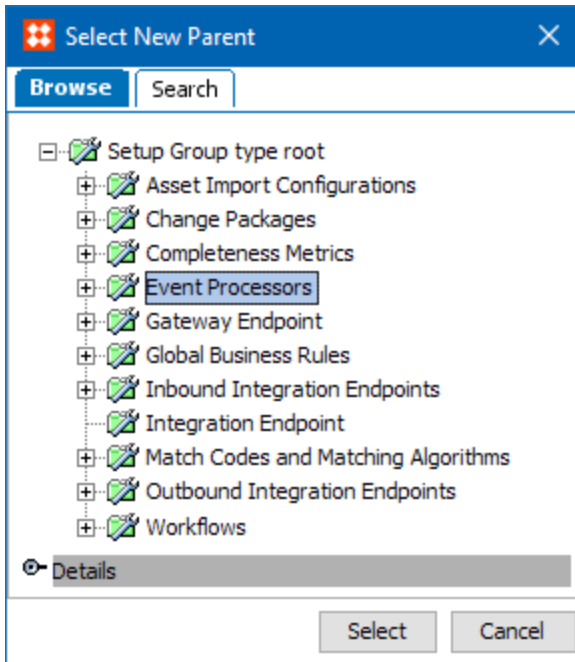 Select New Parent
Browse
Search
Setup Group type root
Asset Import Configurations
Change Packages
Completeness Metrics
Event Processors
Gateway Endpoint
Global Business Rules
Inbound Integration Endpoints
Integration Endpoint
Match Codes and Matching Algorithms
Outbound Integration Endpoints
Workflows
Details
Select
Cancel